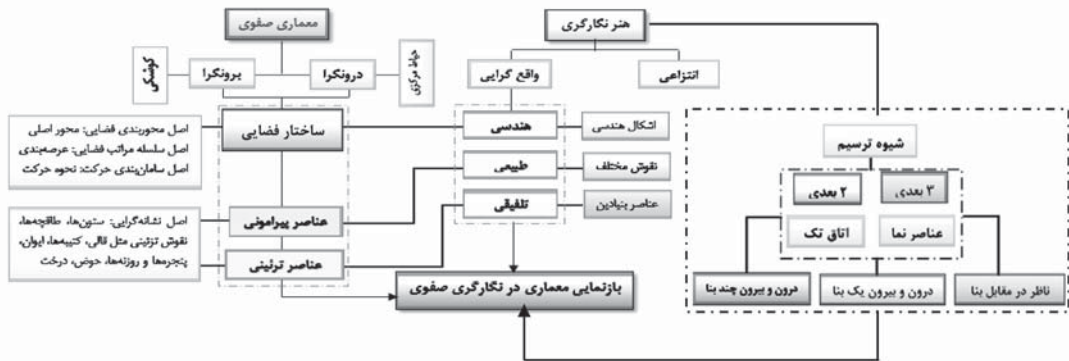 معماری صفوی
هنر نگارگری
درونگرا
برونگرا
حیاط مرکزی
کوشکی
واقع گرایی
انتزاعی
ساختار فضایی
هندسی
اشکال هندسی
طبیعی
نقوش مختلف
تلفیقی
عناصر بنیادین
اصل محوربندی فضایی: محور اصلی
اصل سلسله مراتب فضایی: عرصه‌بندی
اصل سامان‌بندی حرکت: نحوه حرکت
عناصر پیرامونی
عناصر تزئینی
اصل نشانه‌گرایی: ستون‌ها، طاقچه‌ها،
نقوش تزئینی مثل قالی، کتیبه‌ها، ایوان،
پنجره‌ها و روزنه‌ها، حوض، درخت
شیوه ترسیم
۳ بعدی
۲ بعدی
عناصر نما
اتاق تک
ناظر در مقابل بنا
درون و بیرون یک بنا
درون و بیرون چند بنا
بازنمایی معماری در نگارگری صفوی